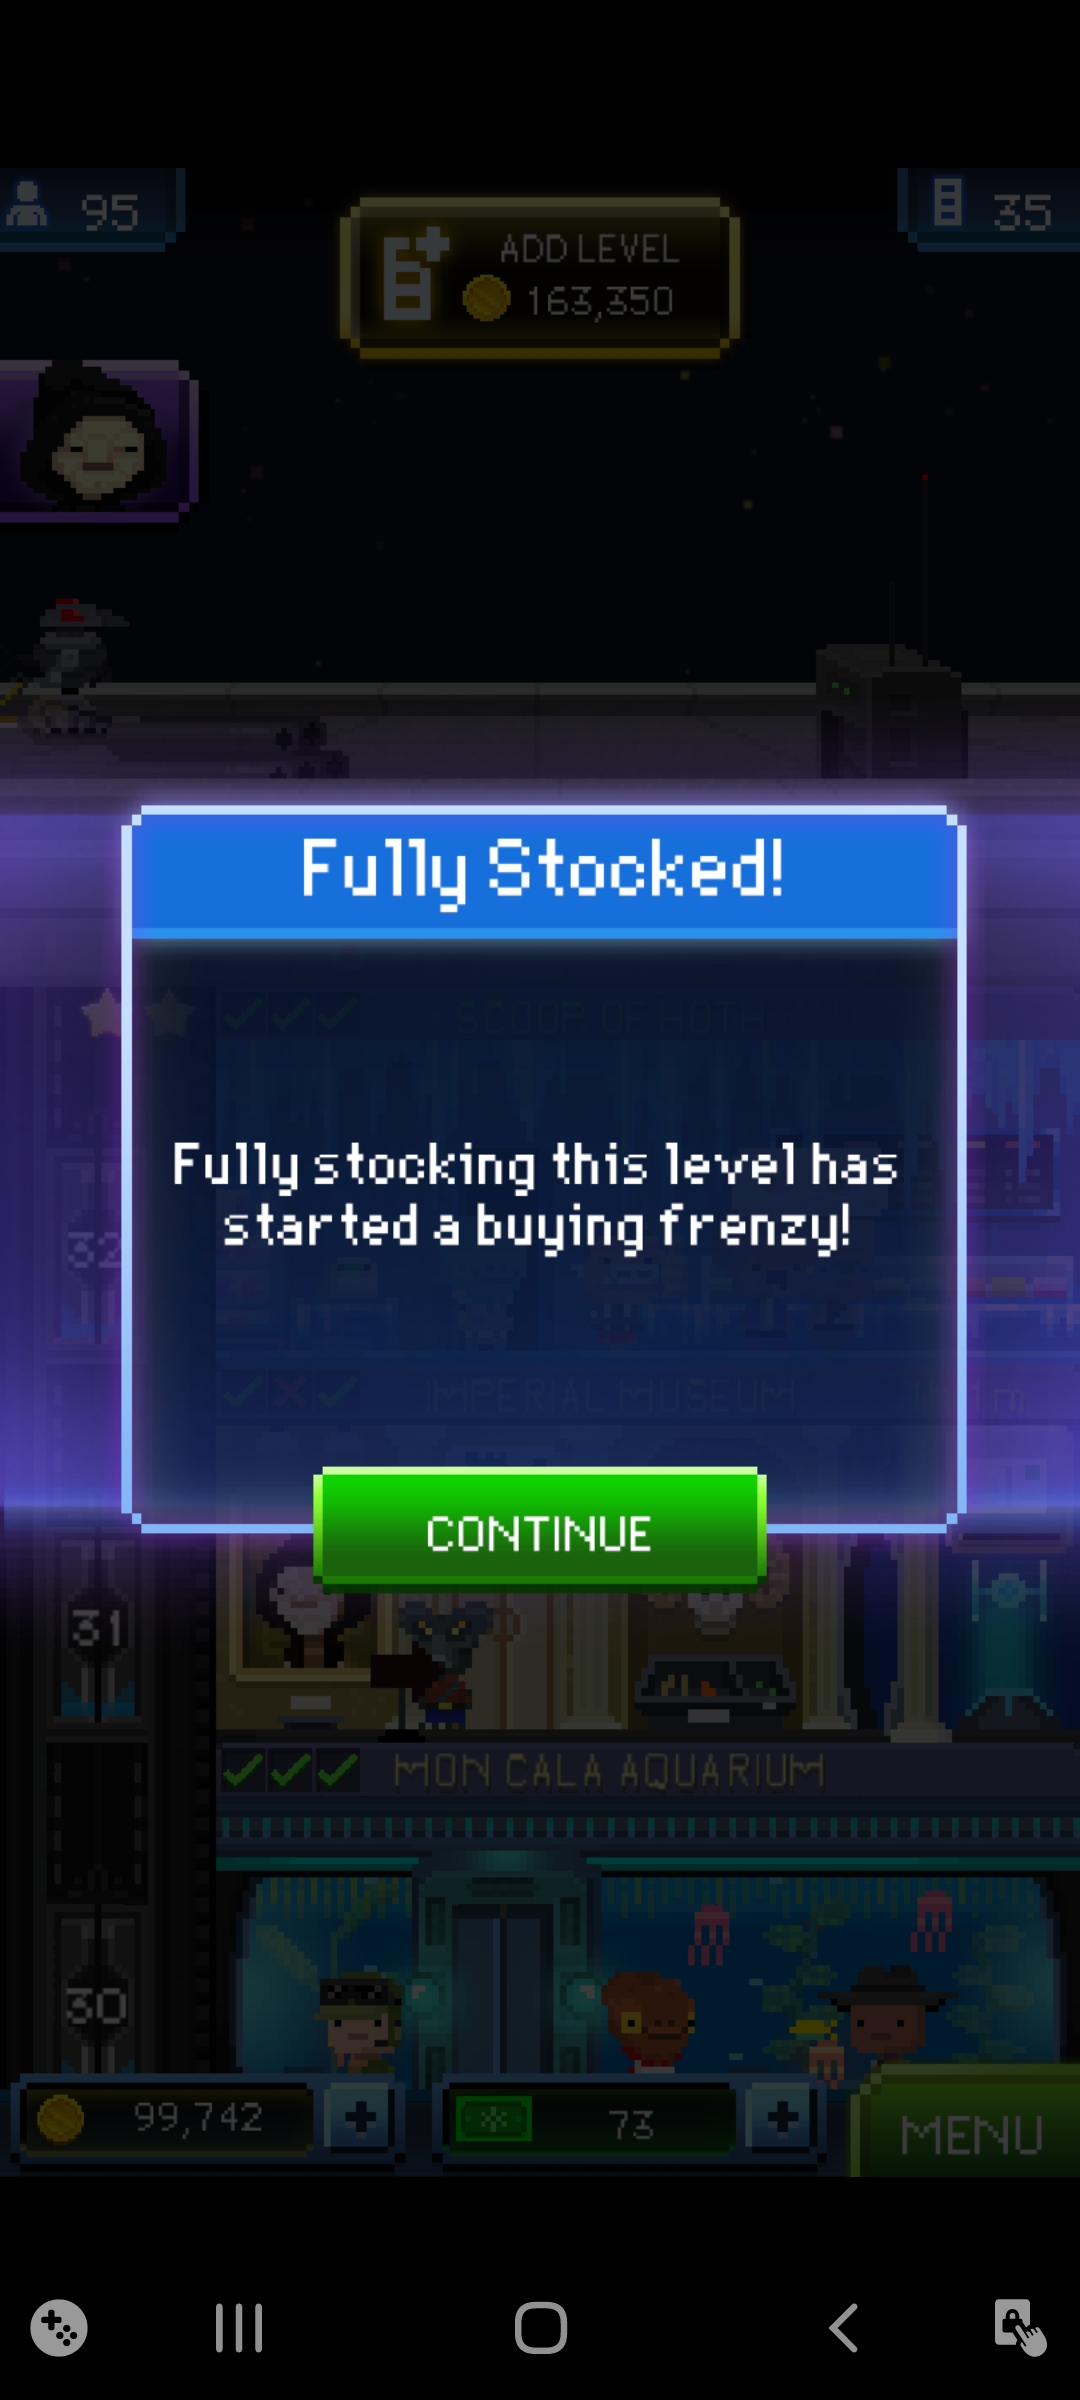 95
35
ADD LEVEL
163,350
Fully Stocked!
SCOOP OF HOTH
Fully stocking this level has
started a buying frenzy!
32
IMPERIAL MUSEUM
CONTINUE
31
MON CALA AQUARIUM
30
99,742
73
MENU